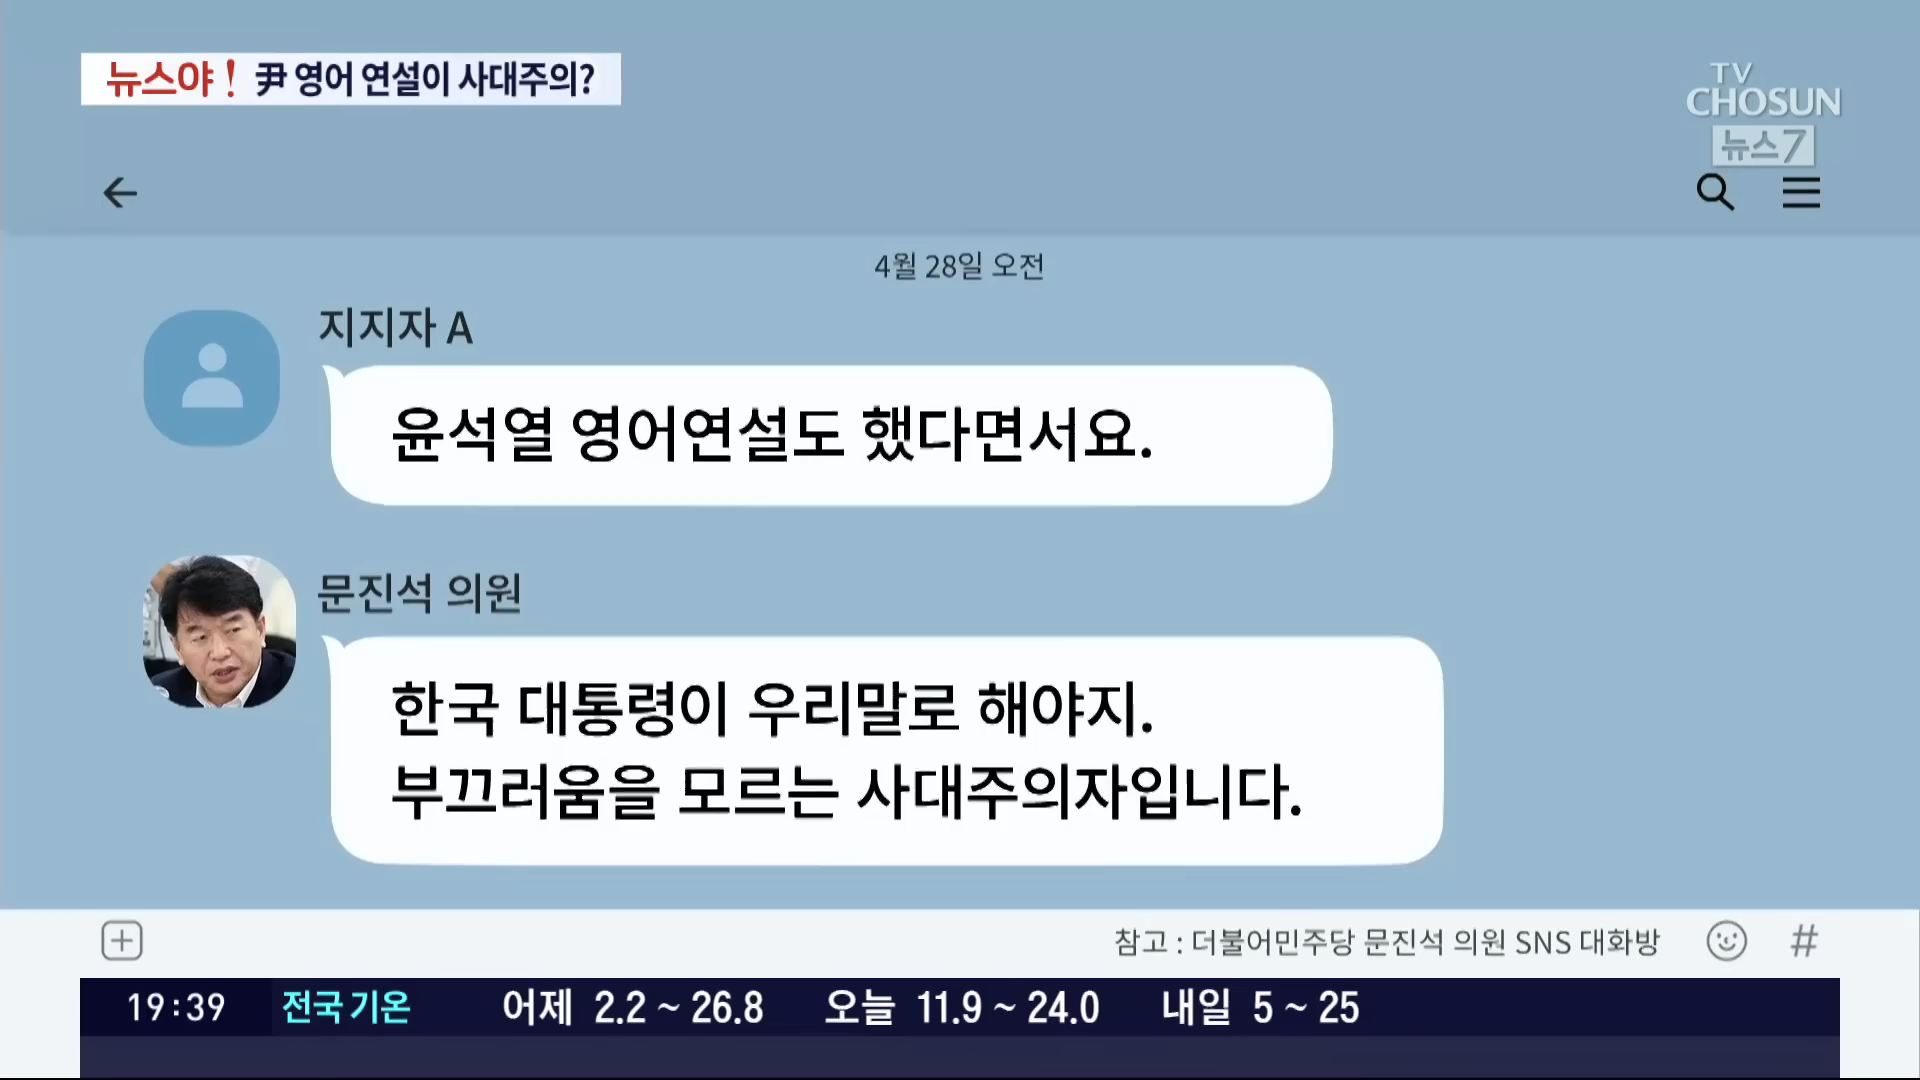 뉴스야! 尹 영어 연설이 사대주의?
TV
CHOSUN
뉴스7
4월 28일 오전
지지자 A
윤석열 영어연설도 했다면서요.
문진석 의원
한국 대통령이 우리말로 해야지.
부끄러움을 모르는 사대주의자입니다.
참고 : 더불어민주당 문진석 의원 SNS 대화방
#
19:39 전국 기온 어제 2.2 ~ 26.8 오늘 11.9 ~ 24.0 내일 5 ~ 25